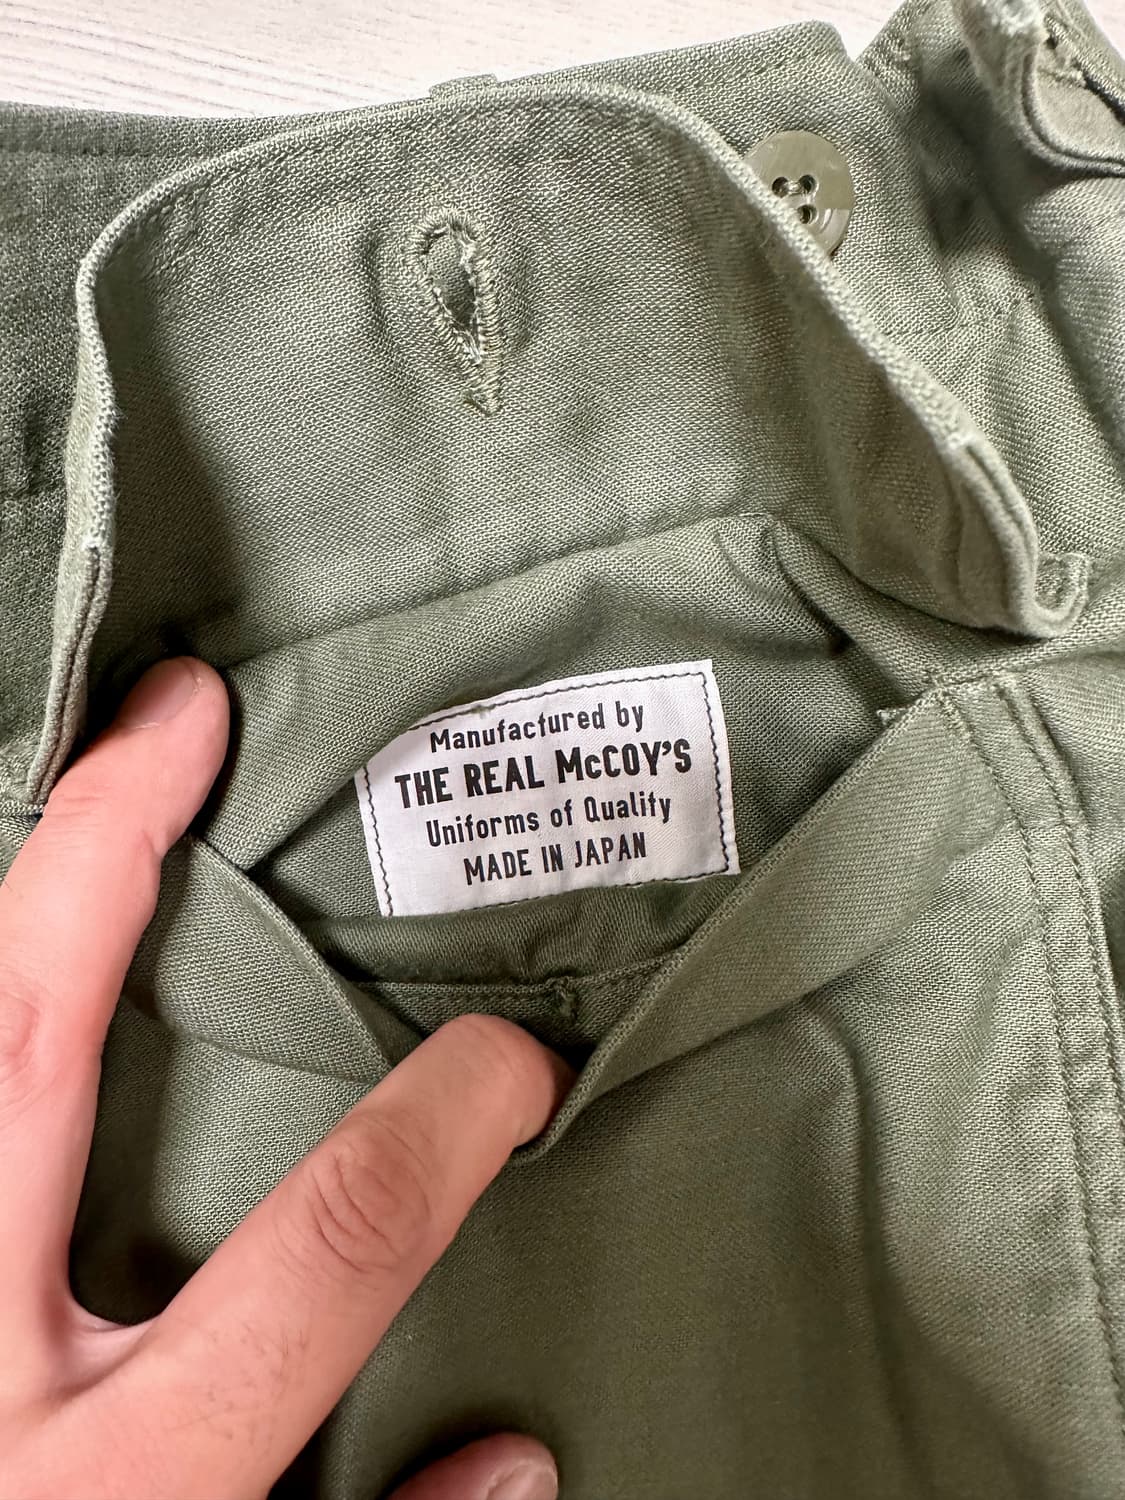 Manufactured by
THE REAL McCOY'S
Uniforms of Quality
MADE IN JAPAN